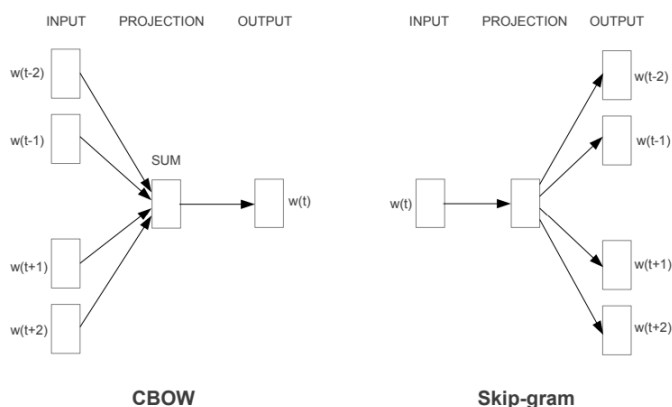 INPUT PROJECTION OUTPUT
w(t-2)
w(t-1)
SUM
w(t)
w(t+1)
w(t+2)
CBOW
INPUT PROJECTION OUTPUT
w(t-2)
w(t-1)
w(t)
w(t+1)
w(t+2)
Skip-gram